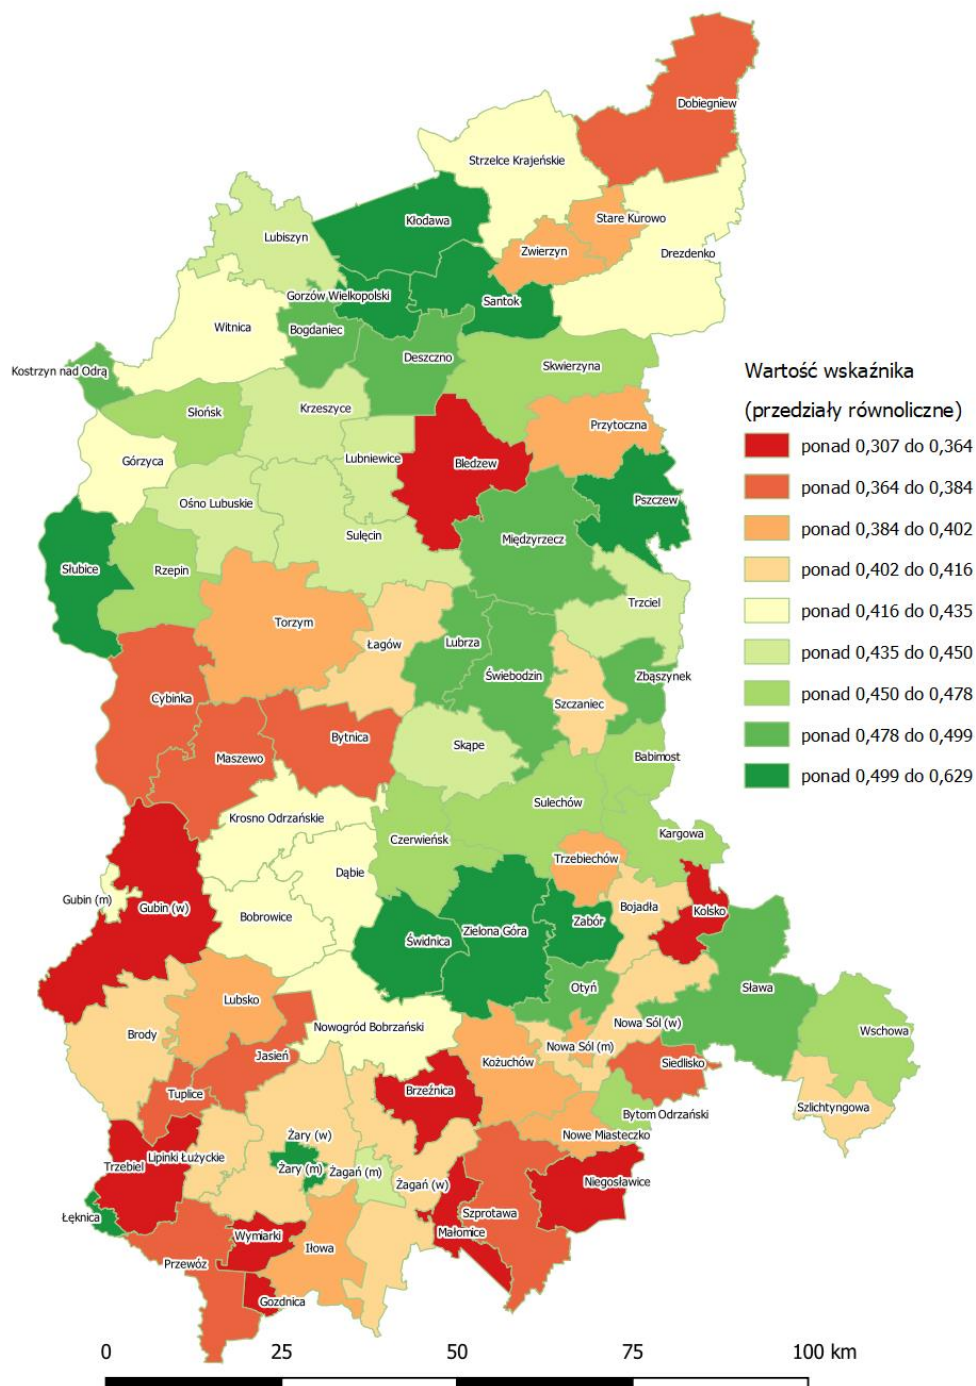 Dobiegniew
Strzelce Krajeńskie
Stare Kurowo
Kłodawa
Lubiszyn
Zwierzyn
Drezdenko
Gorzów Wielkopolski
Santok
Witnica
Bogdaniec
Deszczno
Skwierzyna
Kostrzyn nad Odrą
Słońsk
Krzeszyce
Przytoczna
Lubniewice
Bledzew
Górzyca
Ośno Lubuskie
Pszczew
Sulęcin
Międzyrzecz
Słubice
Rzepin
Trzciel
Torzym
Łagów
Lubrza
Świebodzin
Zbąszynek
Cybinka
Szczaniec
Bytnica
Skąpe
Maszewo
Babimost
Sulechów
Krosno Odrzańskie
Czerwieńsk
Kargowa
Trzebiechów
Dąbie
Gubin (m)
Gubin (w)
Bobrowice
Bojadła
Kolsko
Zabór
Świdnica
Zielona Góra
Otyń
Sława
Lubsko
Brody
Nowogród Bobrzański
Nowa Sól (w)
Wschowa
Nowa Sól (m)
Jasień
Kożuchów
Siedlisko
Tuplice
Brzeźnica
Szlichtyngowa
Bytom Odrzański
Nowe Miasteczko
Żary (w)
Lipinki Łużyckie
Trzebiel
Żary (m)
Żagań (m)
Żagań (w)
Niegosławice
Łęknica
Szprotawa
Małomice
Wymiarki
Iłowa
Przewóz
Gozdnica
Wartość wskaźnika
(przedziały równoliczne)
ponad 0,307 do 0,364
ponad 0,364 do 0,384
ponad 0,384 do 0,402
ponad 0,402 do 0,416
ponad 0,416 do 0,435
ponad 0,435 do 0,450
ponad 0,450 do 0,478
ponad 0,478 do 0,499
ponad 0,499 do 0,629
0 25 50 75 100 km